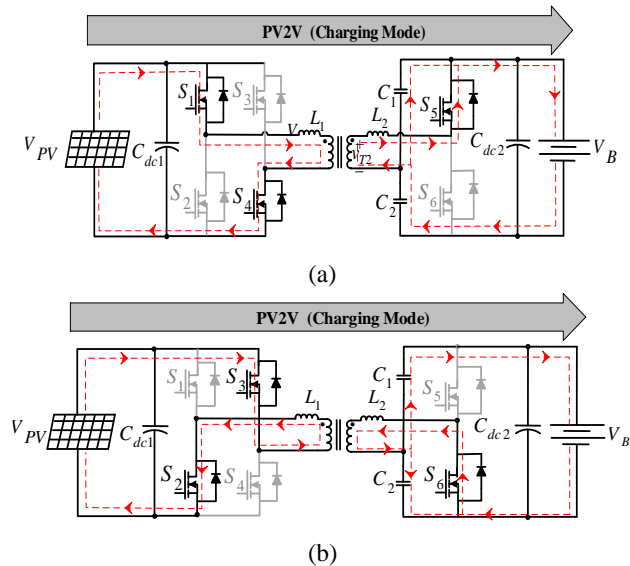 PV2V (Charging Mode)
S1
S3
L1
C1
L2
S5
V
VPV
Cdc1
VT2
Cdc2
VB
S2
S4
C2
S6
(a)
PV2V (Charging Mode)
S1
S3
L1
C1
L2
S5
VPV
Cdc1
Cdc2
VB
S2
S4
C2
S6
(b)